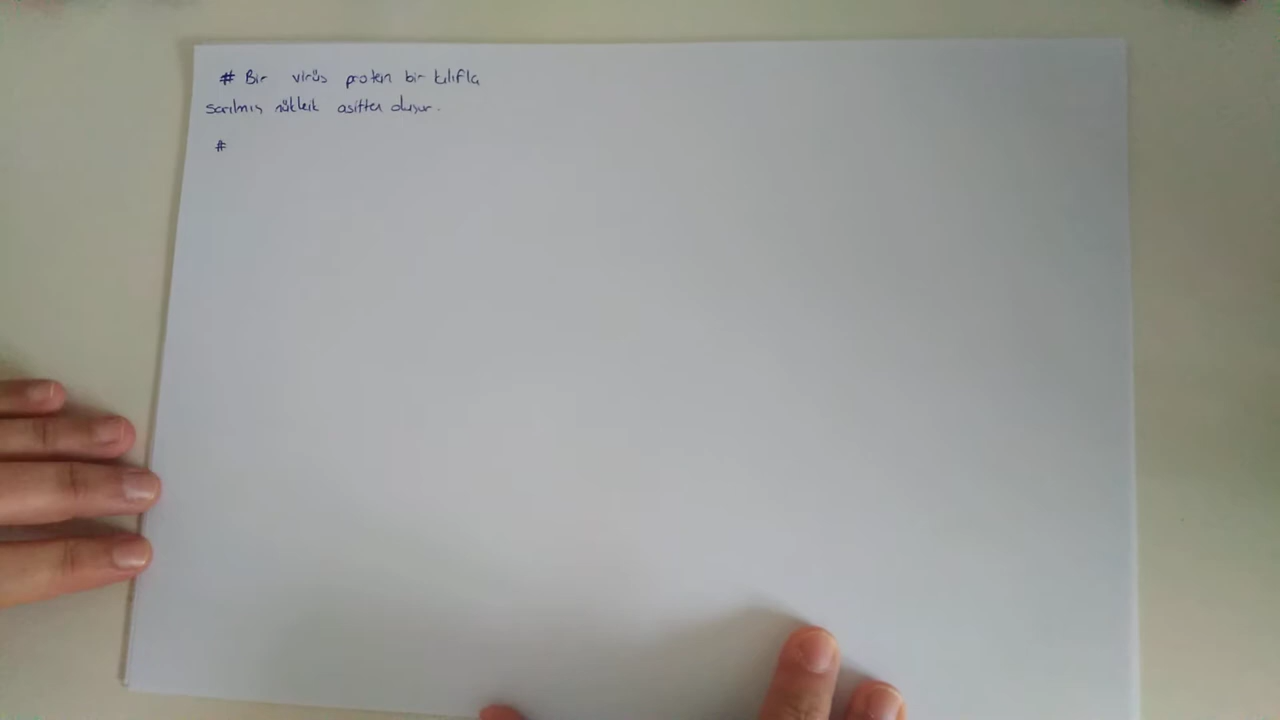 # Bir virüs protein bir kılıfla
sarılmış nükleik asitten oluşur.
#